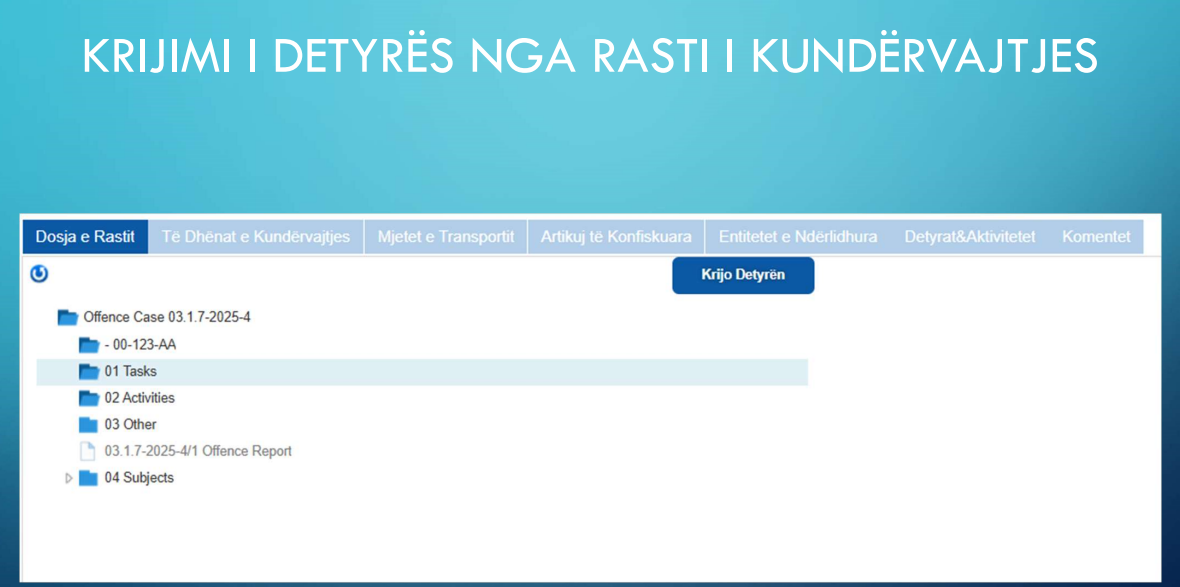 KRIJIMI I DETYRËS NGA RASTI I KUNDËRVAJTJES
Dosja e Rastit Të Dhënat e Kundërvajtjes Mjetet e Transportit Artikuj të Konfiskuara Entitetet e Ndërlidhura Detyrat&Aktivitetet Komentet
Krijo Detyrën
Offence Case 03.1.7-2025-4
- 00-123-AA
01 Tasks
02 Activities
03 Other
03.1.7-2025-4/1 Offence Report
04 Subjects